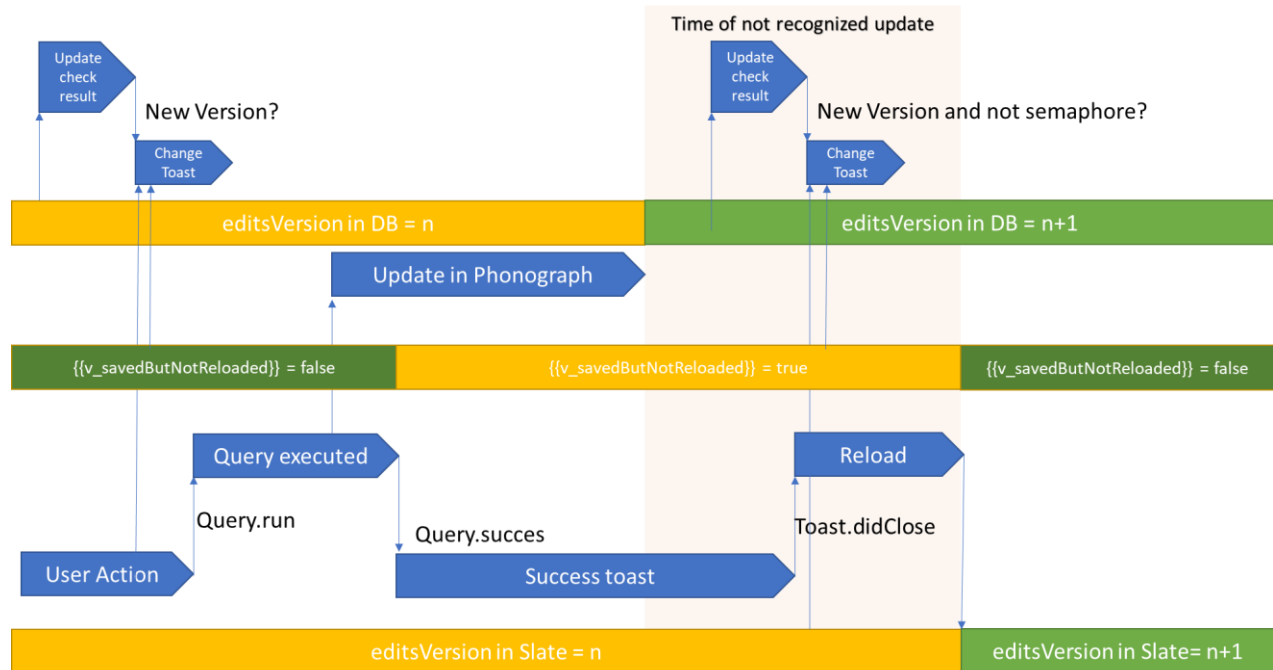 Time of not recognized update
Update
check
result
Update
check
result
New Version?
New Version and not semaphore?
Change
Toast
Change
Toast
editsVersion in DB = n
editsVersion in DB = n+1
Update in Phonograph
{{v_savedButNotReloaded}} = false
{{v_savedButNotReloaded}} = true
{{v_savedButNotReloaded}} = false
Query executed
Reload
Query.run
Query.succes
Toast.didClose
User Action
Success toast
editsVersion in Slate = n
editsVersion in Slate= n+1